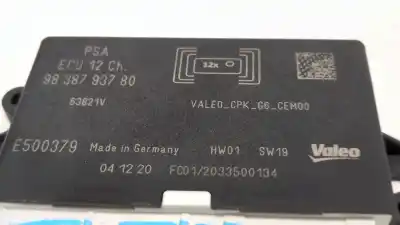 PSA
ECU 12 Ch.
98 387 937 80
12x
63821V
VALEO_CPK_G6_CEM00
E500379
Made in Germany
HW01
SW19
Valeo
04 12 20
FC01/2033500134